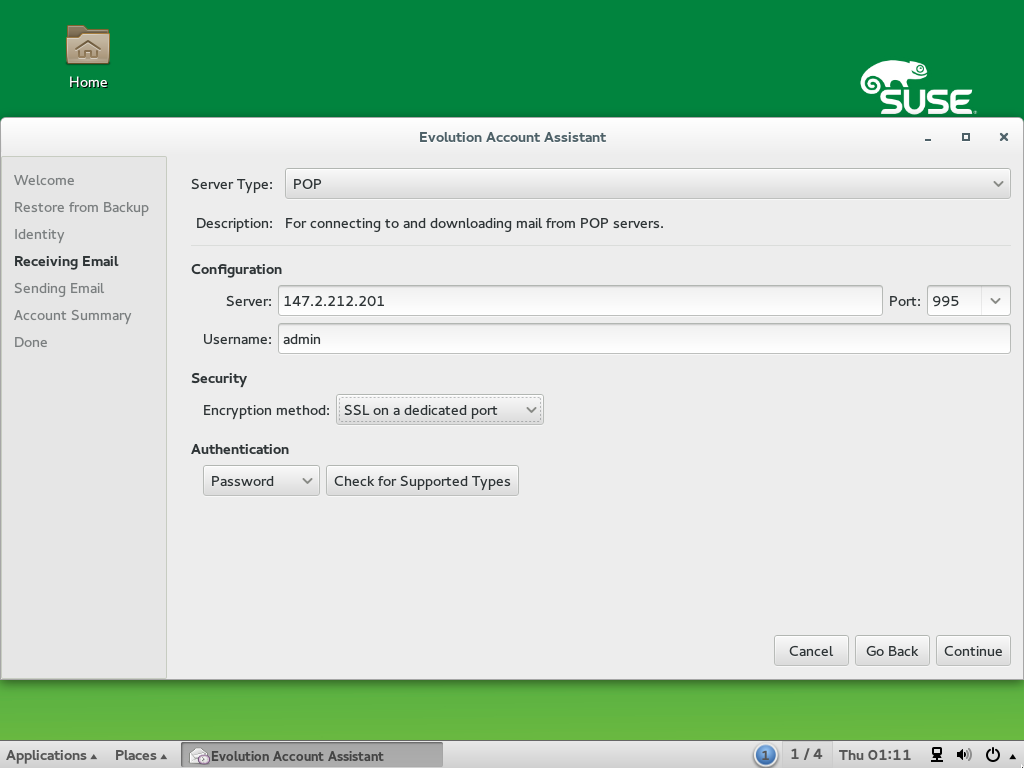 Home
SUSE
Evolution Account Assistant
Welcome
Restore from Backup
Identity
Receiving Email
Sending Email
Account Summary
Done
Server Type: POP
Description: For connecting to and downloading mail from POP servers.
Configuration
Server: 147.2.212.201 Port: 995
Username: admin
Security
Encryption method: SSL on a dedicated port
Authentication
Password Check for Supported Types
Cancel Go Back Continue
Applications Places Evolution Account Assistant 1 1 / 4 Thu 01:11